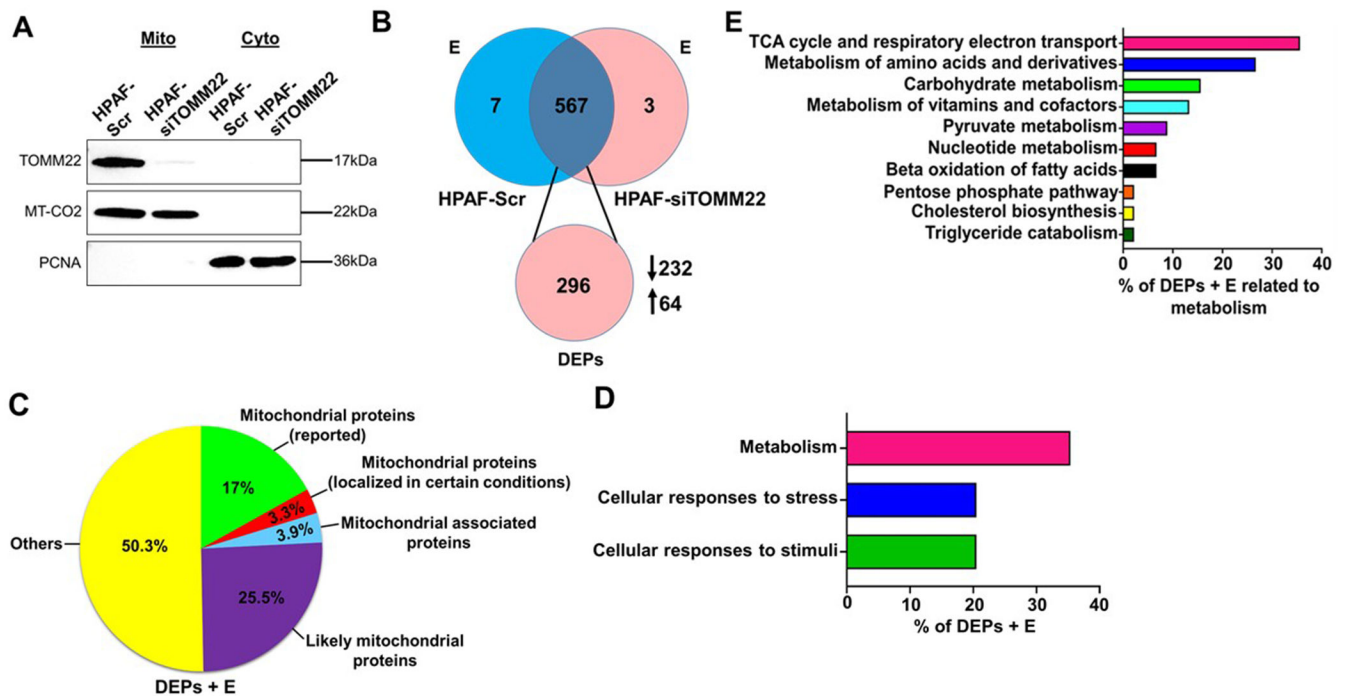 A
Mito Cyto
HPAF-
Scr
HPAF-
siTOMM22
HPAF-
Scr
HPAF-
siTOMM22
TOMM22 17kDa
MT-CO2 22kDa
PCNA 36kDa
B
E E
7 567 3
HPAF-Scr HPAF-siTOMM22
296
↓232
↑64
DEPs
E
TCA cycle and respiratory electron transport
Metabolism of amino acids and derivatives
Carbohydrate metabolism
Metabolism of vitamins and cofactors
Pyruvate metabolism
Nucleotide metabolism
Beta oxidation of fatty acids
Pentose phosphate pathway
Cholesterol biosynthesis
Triglyceride catabolism
0 10 20 30 40
% of DEPs + E related to
metabolism
C
Mitochondrial proteins
(reported)
Mitochondrial proteins
(localized in certain conditions)
Mitochondrial associated
proteins
Likely mitochondrial
proteins
Others
17%
3.3%
3.9%
25.5%
50.3%
DEPs + E
D
Metabolism
Cellular responses to stress
Cellular responses to stimuli
0 10 20 30 40
% of DEPs + E